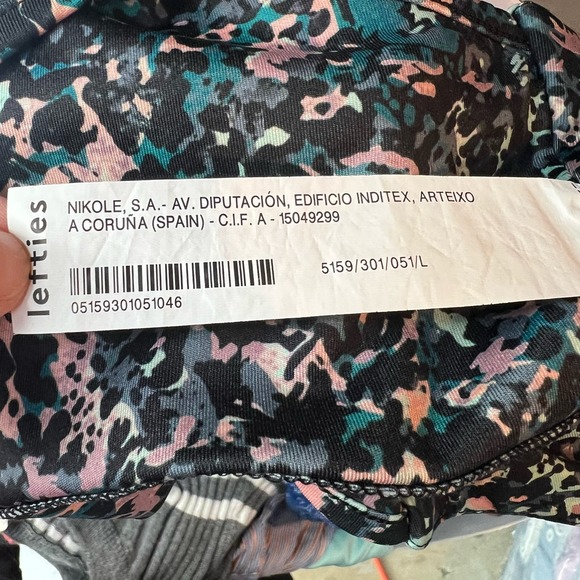 lefties
NIKOLE, S.A.- AV. DIPUTACIÓN, EDIFICIO INDITEX, ARTEIXO
A CORUÑA (SPAIN) - C.I.F. A - 15049299
5159/301/051/L
05159301051046